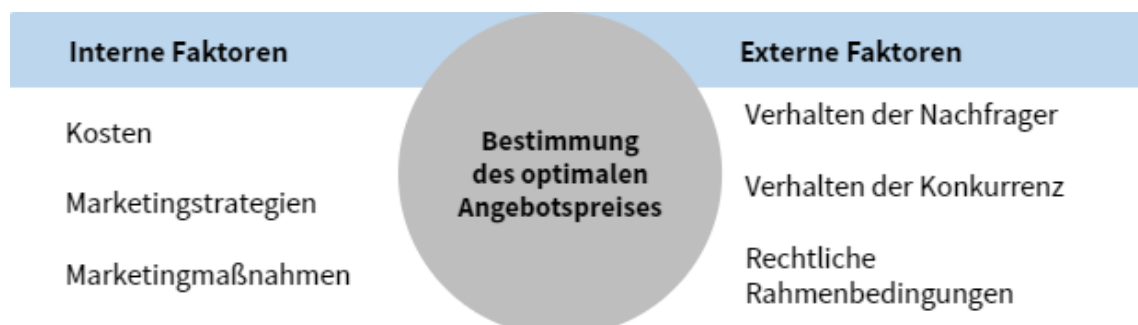 Interne Faktoren
Kosten
Marketingstrategien
Marketingmaßnahmen
Bestimmung
des optimalen
Angebotspreises
Externe Faktoren
Verhalten der Nachfrager
Verhalten der Konkurrenz
Rechtliche
Rahmenbedingungen